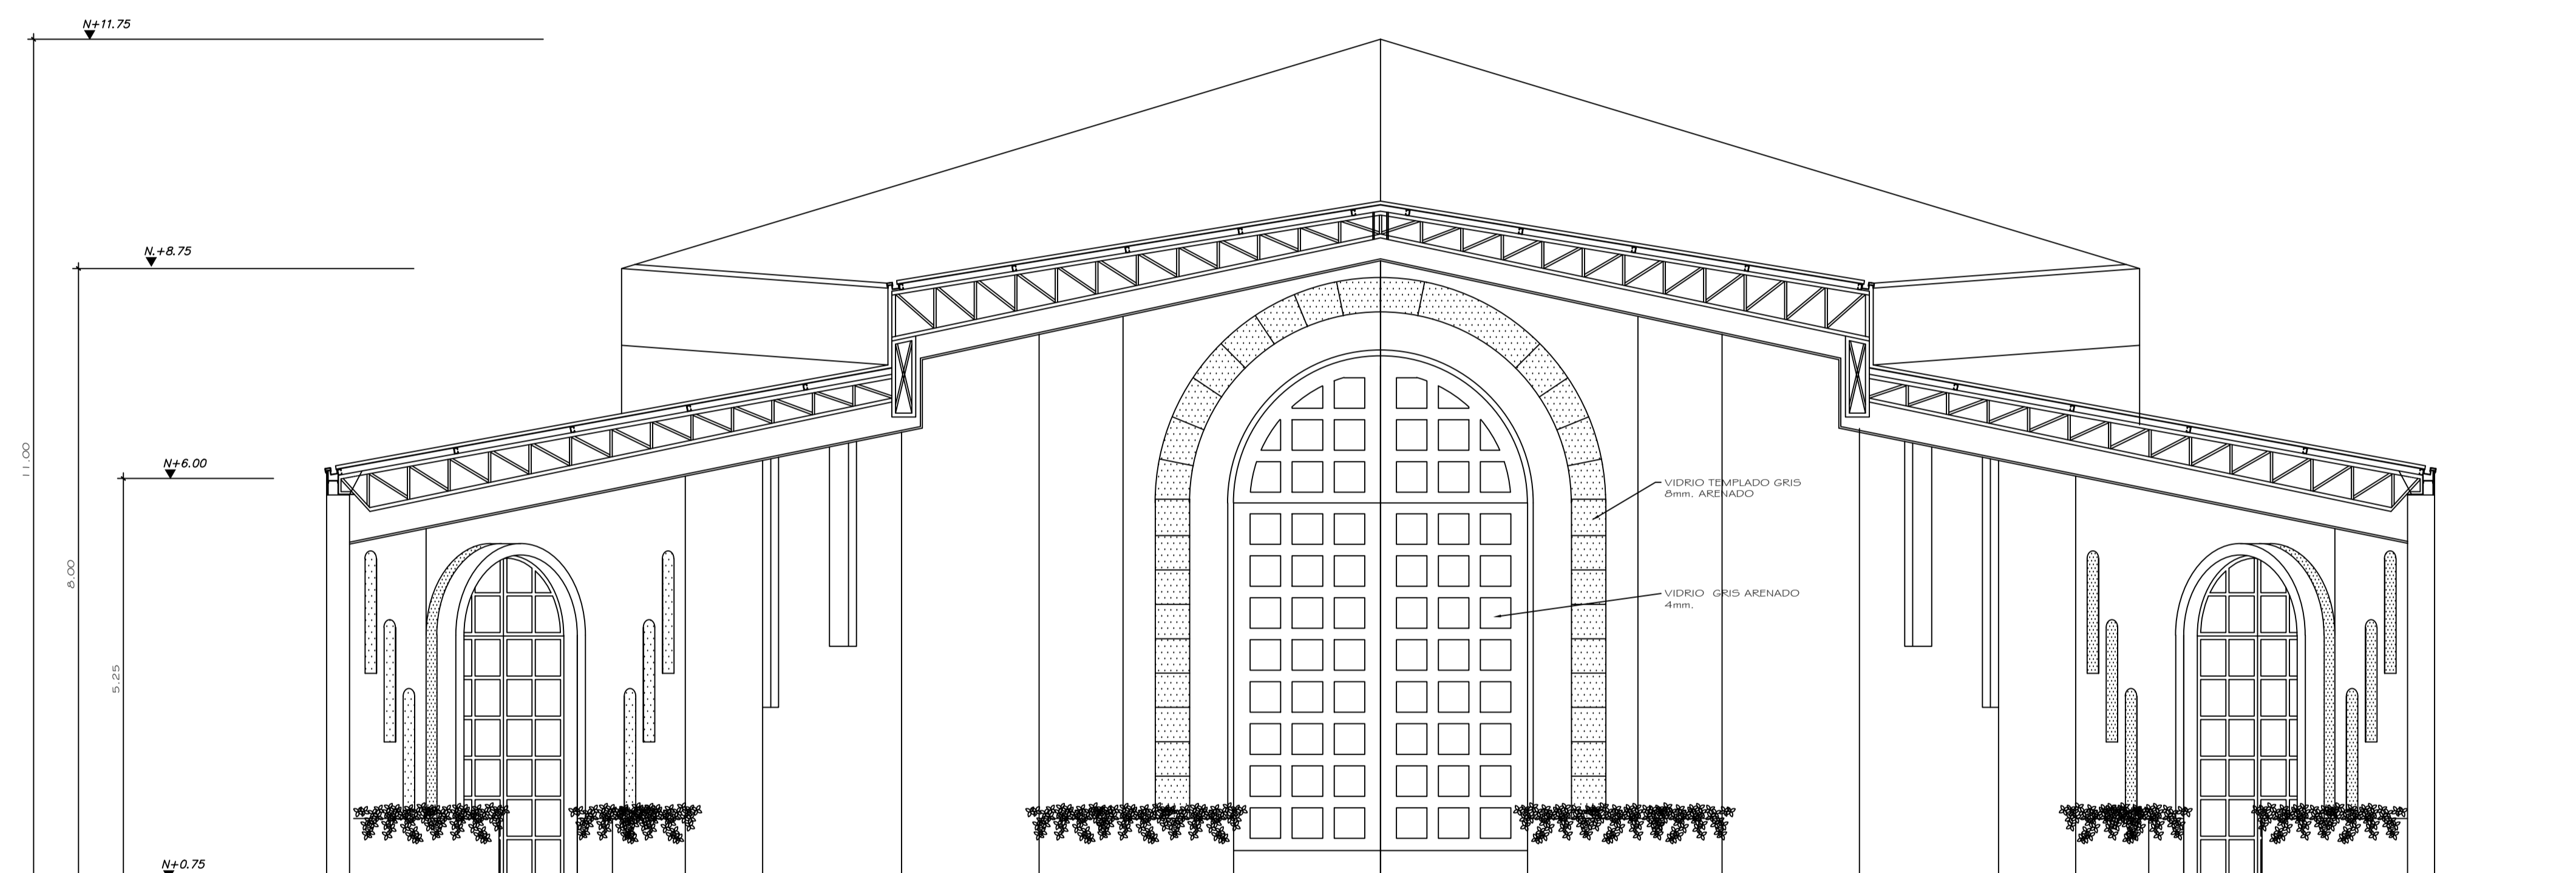 N+11.75
N.+8.75
11.00
N+6.00
VIDRIO TEMPLADO GRIS
8mm. ARENADO
8.00
VIDRIO GRIS ARENADO
4mm.
5.25
N+0.75